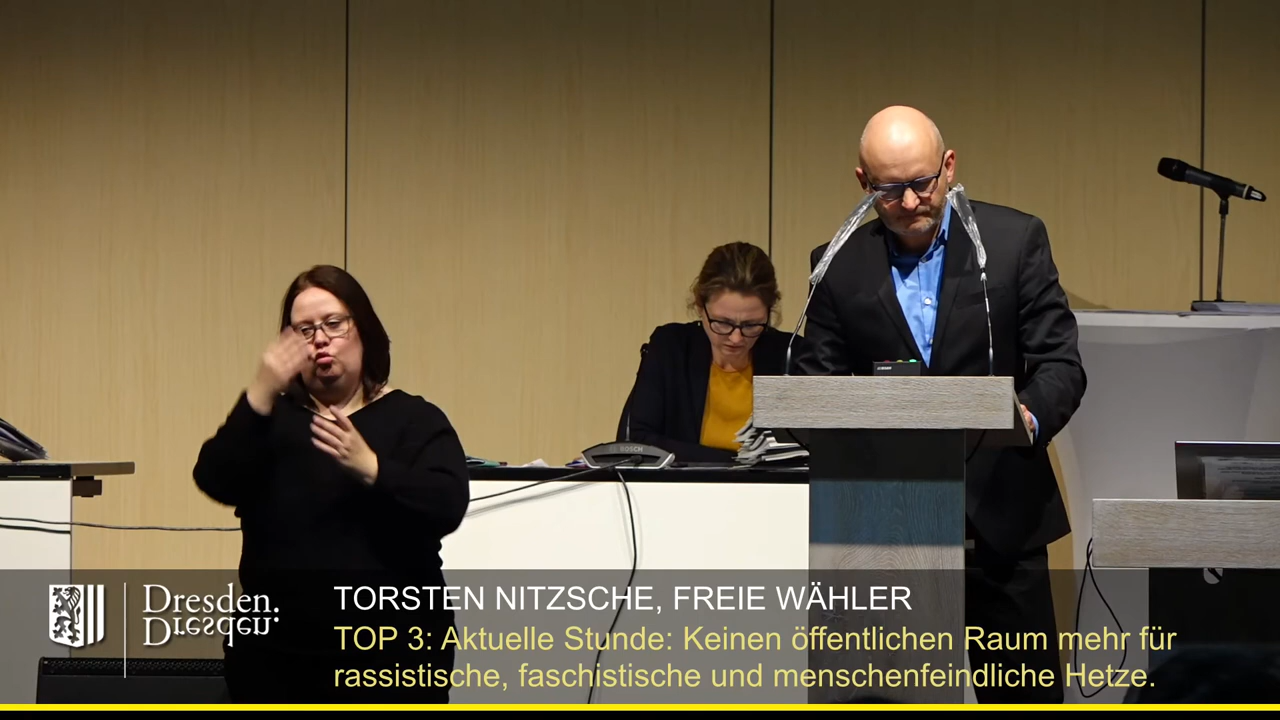 BOSCH
Dresden.
Dresden.
TORSTEN NITZSCHE, FREIE WÄHLER
TOP 3: Aktuelle Stunde: Keinen öffentlichen Raum mehr für
rassistische, faschistische und menschenfeindliche Hetze.